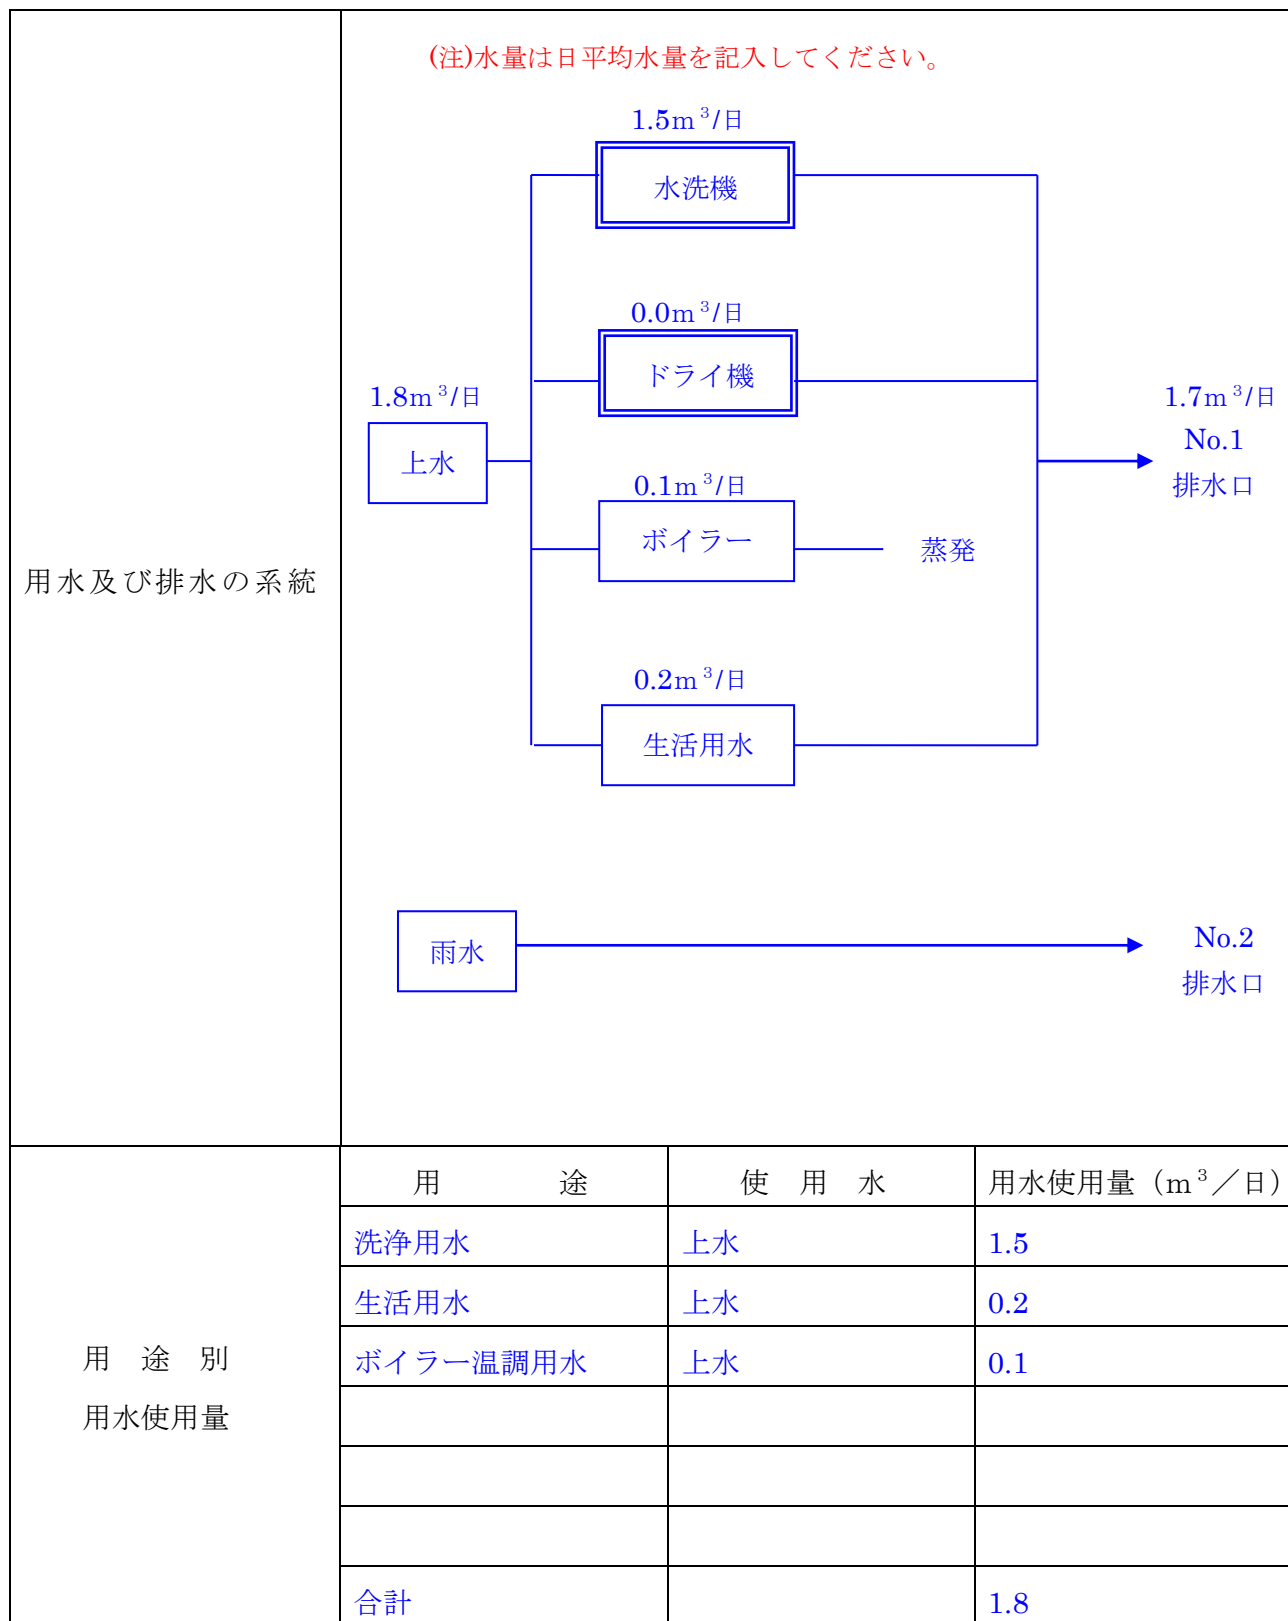 (注)水量は日平均水量を記入してください。
1.5ｍ³/日
水洗機
0.0ｍ³/日
ドライ機
1.8ｍ³/日
上水
1.7ｍ³/日
No.1
排水口
0.1ｍ³/日
ボイラー
蒸発
用水及び排水の系統
0.2ｍ³/日
生活用水
雨水
No.2
排水口
用　途　使 用 水　用水使用量（ｍ³／日）
洗浄用水　上水　1.5
生活用水　上水　0.2
用 途 別
用水使用量
ボイラー温調用水　上水　0.1
合計　1.8